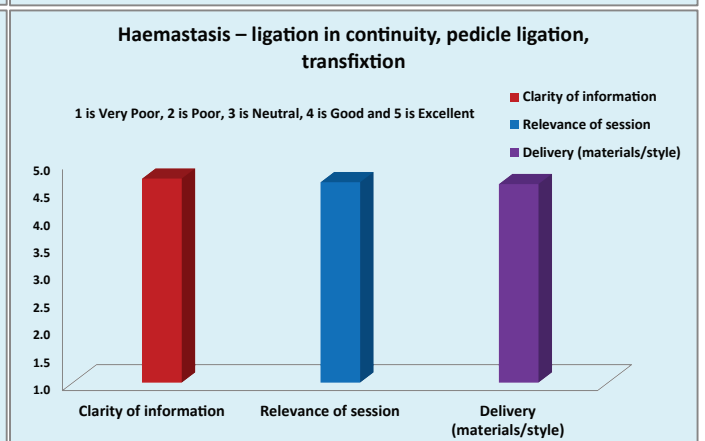 Haemastasis – ligation in continuity, pedicle ligation,
transfixtion
1 is Very Poor, 2 is Poor, 3 is Neutral, 4 is Good and 5 is Excellent
Clarity of information
Relevance of session
Delivery (materials/style)
5.0
4.5
4.0
3.5
3.0
2.5
2.0
1.5
1.0
Clarity of information
Relevance of session
Delivery
(materials/style)